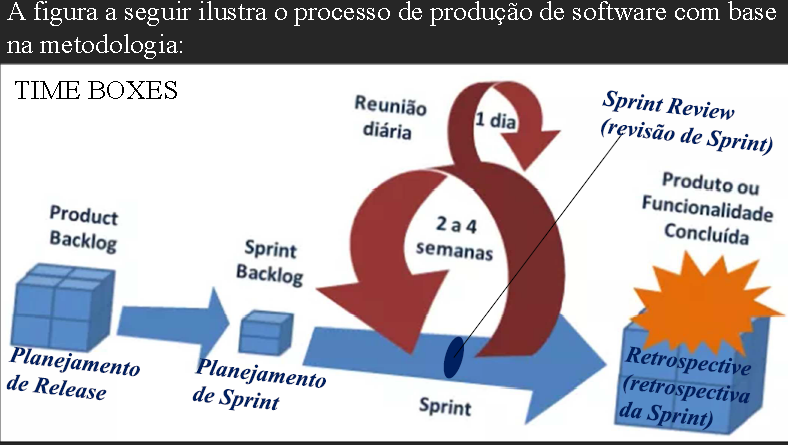 A figura a seguir ilustra o processo de produção de software com base
na metodologia:
TIME BOXES
Reunião
diária
1 dia
Sprint Review
(revisão de Sprint)
Produto ou
Funcionalidade
Concluída
Product
Backlog
Sprint
Backlog
2 a 4
semanas
Planejamento
de Release
Planejamento
de Sprint
Sprint
Retrospective
(retrospectiva
da Sprint)